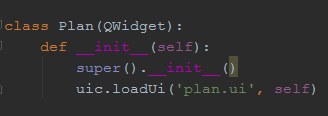 class Plan(QWidget):
    def __init__(self):
        super().__init__()
        uic.loadUi('plan.ui', self)